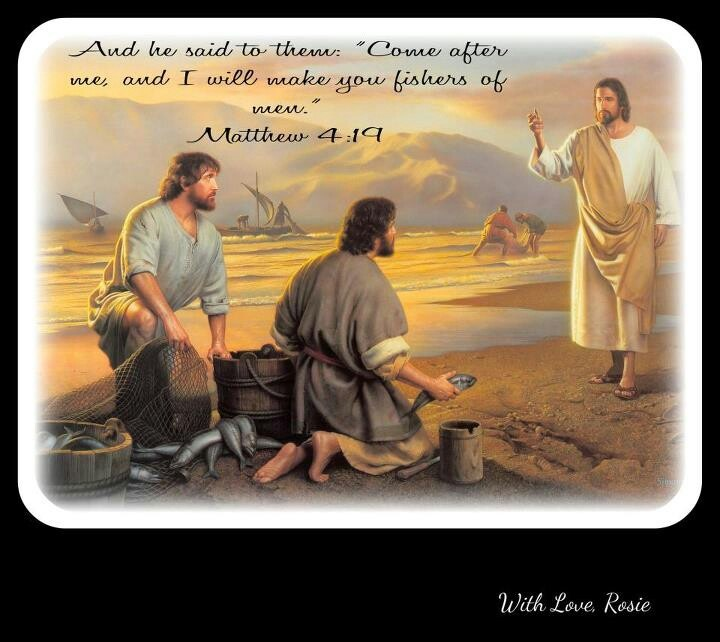 And he said to them: "Come after
me, and I will make you fishers of
men."
Matthew 4:19
With Love, Rosie